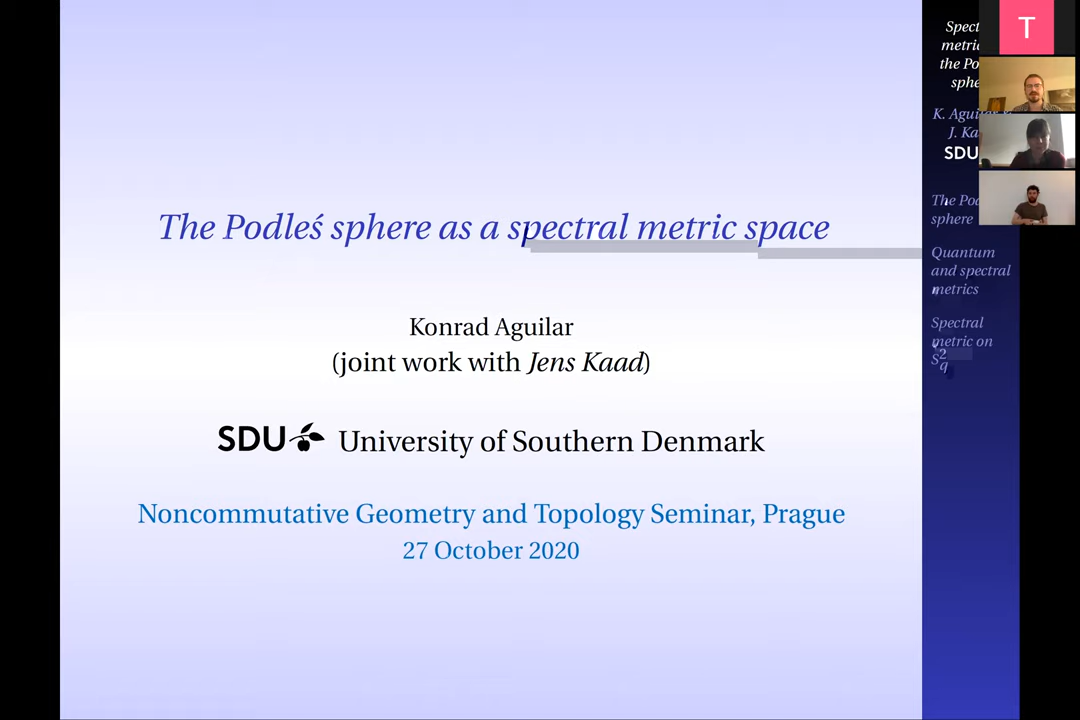 The Podleś sphere as a spectral metric space
Konrad Aguilar
(joint work with Jens Kaad)
SDU University of Southern Denmark
Noncommutative Geometry and Topology Seminar, Prague
27 October 2020
T
the
K.
J.
SDU
The
sphere
Quantum
and spectral
metrics
Spectral
metric on
S2q